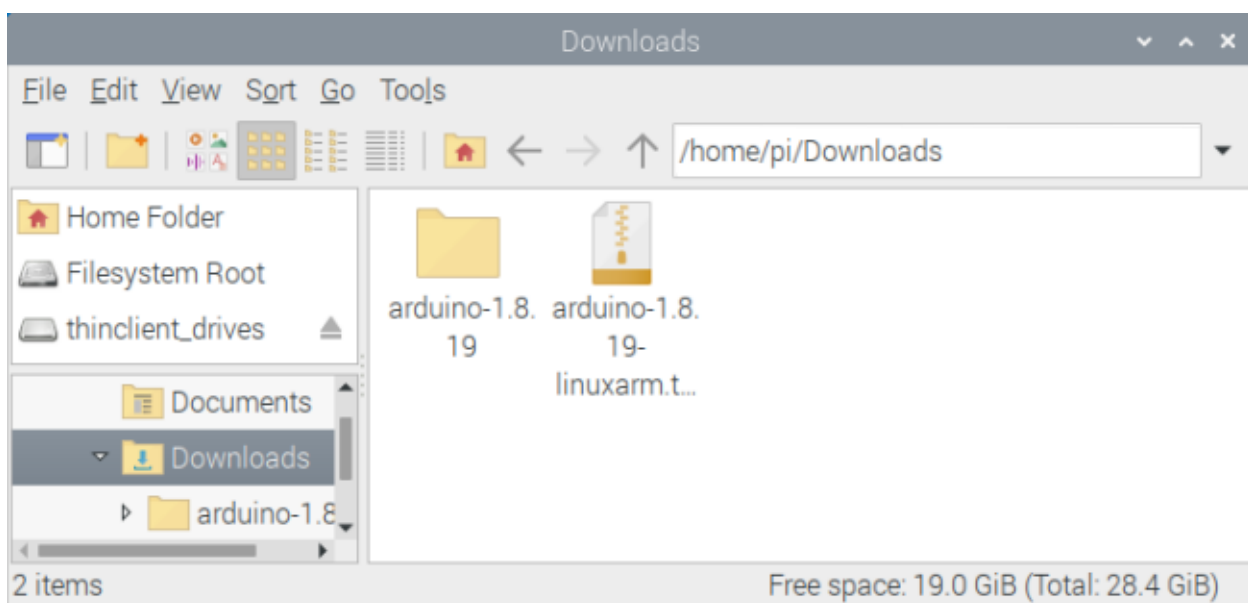 Downloads
File Edit View Sort Go Tools
/home/pi/Downloads
Home Folder
Filesystem Root
thinclient_drives
Documents
Downloads
arduino-1.8
arduino-1.8.
19
arduino-1.8.
19-
linuxarm.t...
2 items
Free space: 19.0 GiB (Total: 28.4 GiB)